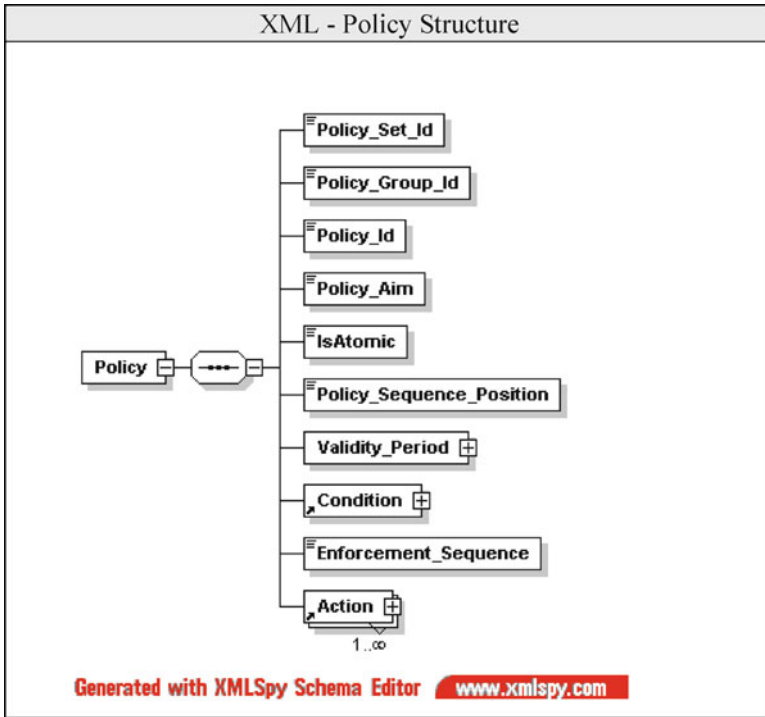 XML - Policy Structure
Policy_Set_Id
Policy_Group_Id
Policy_Id
Policy_Aim
IsAtomic
Policy
Policy_Sequence_Position
Validity_Period
Condition
Enforcement_Sequence
Action
1..∞
Generated with XMLSpy Schema Editor www.xmlspy.com